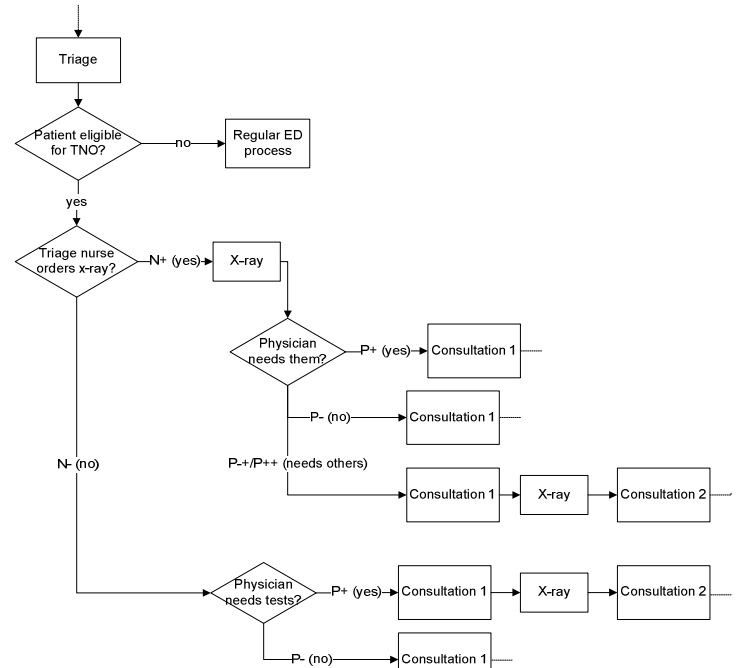 Triage
Patient eligible
for TNO?
no
Regular ED
process
yes
Triage nurse
orders x-ray?
N+ (yes)
X-ray
Physician
needs them?
P+ (yes)
Consultation 1
P- (no)
Consultation 1
N- (no)
P-+/P++ (needs others)
Consultation 1
X-ray
Consultation 2
Physician
needs tests?
P+ (yes)
Consultation 1
X-ray
Consultation 2
P- (no)
Consultation 1